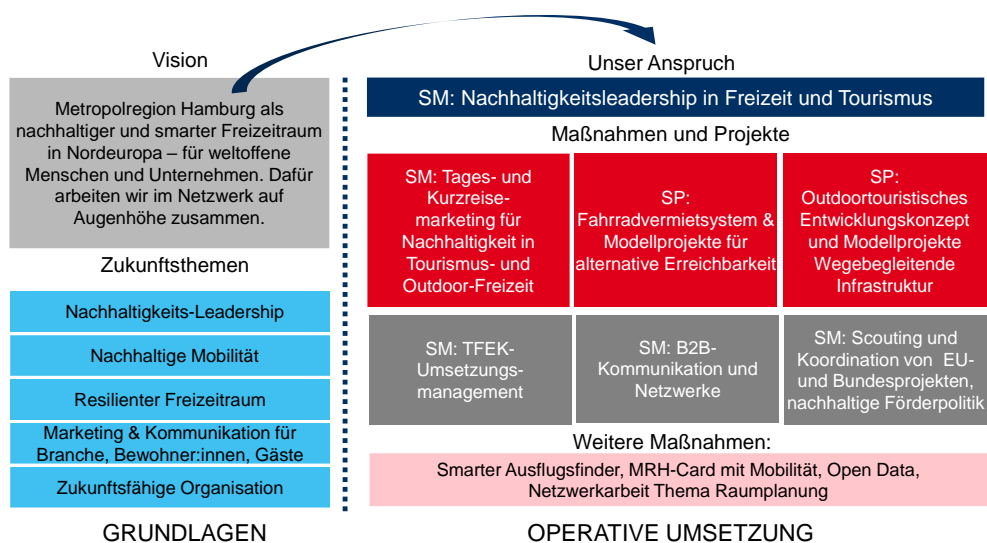 Vision
Metropolregion Hamburg als
nachhaltiger und smarter Freizeitraum
in Nordeuropa – für weltoffene
Menschen und Unternehmen. Dafür
arbeiten wir im Netzwerk auf
Augenhöhe zusammen.
Zukunftsthemen
Nachhaltigkeits-Leadership
Nachhaltige Mobilität
Resilienter Freizeitraum
Marketing & Kommunikation für
Branche, Bewohner:innen, Gäste
Zukunftsfähige Organisation
GRUNDLAGEN
Unser Anspruch
SM: Nachhaltigkeitsleadership in Freizeit und Tourismus
Maßnahmen und Projekte
SM: Tages- und
Kurzreise-
marketing für
Nachhaltigkeit in
Tourismus- und
Outdoor-Freizeit
SP:
Fahrradvermietsystem &
Modellprojekte für
alternative Erreichbarkeit
SP:
Outdoortouristisches
Entwicklungskonzept
und Modellprojekte
Wegebegleitende
Infrastruktur
SM: TFEK-
Umsetzungs-
management
SM: B2B-
Kommunikation und
Netzwerke
SM: Scouting und
Koordination von EU-
und Bundesprojekten,
nachhaltige Förderpolitik
Weitere Maßnahmen:
Smarter Ausflugsfinder, MRH-Card mit Mobilität, Open Data,
Netzwerkarbeit Thema Raumplanung
OPERATIVE UMSETZUNG